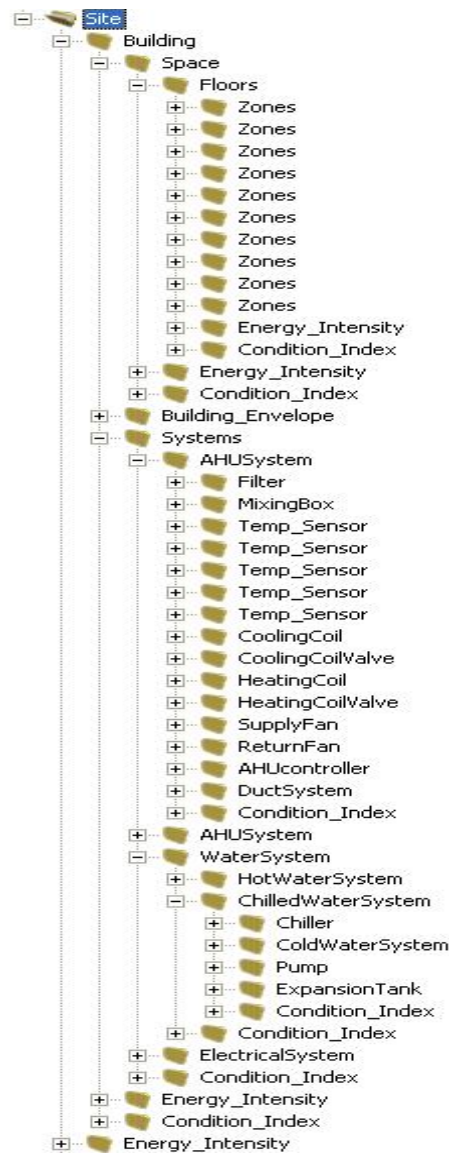 Site
Building
Space
Floors
Zones
Zones
Zones
Zones
Zones
Zones
Zones
Zones
Zones
Zones
Energy_Intensity
Condition_Index
Energy_Intensity
Condition_Index
Building_Envelope
Systems
AHUSystem
Filter
MixingBox
Temp_Sensor
Temp_Sensor
Temp_Sensor
Temp_Sensor
Temp_Sensor
CoolingCoil
CoolingCoilValve
HeatingCoil
HeatingCoilValve
SupplyFan
ReturnFan
AHUcontroller
DuctSystem
Condition_Index
AHUSystem
WaterSystem
HotWaterSystem
ChilledWaterSystem
Chiller
ColdWaterSystem
Pump
ExpansionTank
Condition_Index
Condition_Index
ElectricalSystem
Condition_Index
Energy_Intensity
Condition_Index
Energy_Intensity